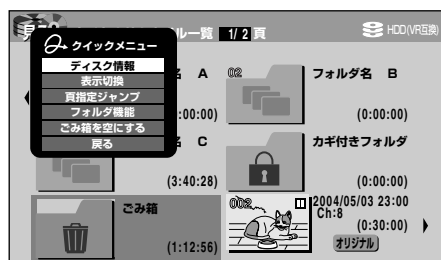 ル一覧 1/2 頁
HDD(VR互換)
クイックメニュー
ディスク情報
表示切換
頁指定ジャンプ
フォルダ機能
ごみ箱を空にする
戻る
名 A
:00:00)
02
フォルダ名 B
(0:00:00)
名 C
(3:40:28)
カギ付きフォルダ
(0:00:00)
ごみ箱
(1:12:56)
002
2004/05/03 23:00
Ch:8
(0:30:00)
オリジナル